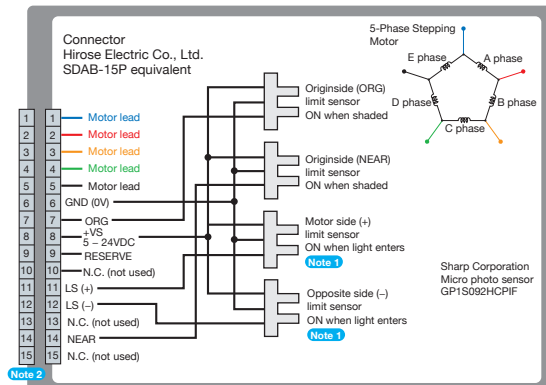 Connector
Hirose Electric Co., Ltd.
SDAB-15P equivalent
5-Phase Stepping
Motor
E phase
A phase
D phase
B phase
C phase
1 1 Motor lead
2 2 Motor lead
3 3 Motor lead
4 4 Motor lead
5 5 Motor lead
6 6 GND (0V)
7 7 ORG
8 8 +VS
5 – 24VDC
9 9 RESERVE
10 10 N.C. (not used)
11 11 LS (+)
12 12 LS (–)
13 13 N.C. (not used)
14 14 NEAR
15 15 N.C. (not used)
Note 2
Originside (ORG)
limit sensor
ON when shaded
Originside (NEAR)
limit sensor
ON when shaded
Motor side (+)
limit sensor
ON when light enters
Note 1
Opposite side (–)
limit sensor
ON when light enters
Note 1
Sharp Corporation
Micro photo sensor
GP1S092HCPIF